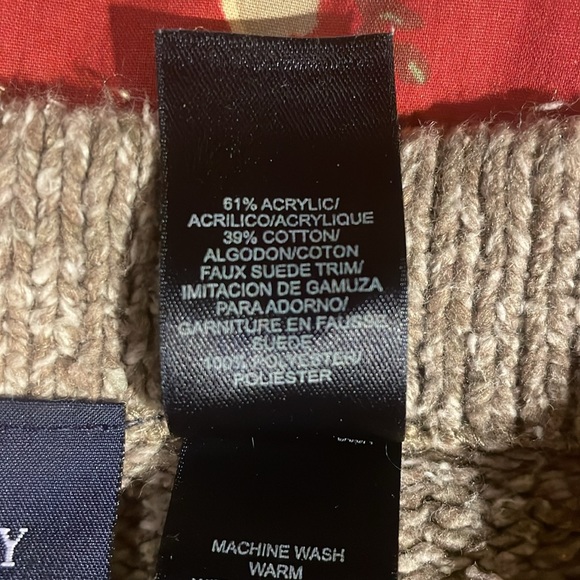 61% ACRYLIC/
ACRILICO/ACRYLIQUE
39% COTTON/
ALGODON/COTON
FAUX SUEDE TRIM/
IMITACION DE GAMUZA
PARA ADORNO/
GARNITURE EN FAUSSE
SUEDE
100% POLYESTER/
POLIESTER
Y
MACHINE WASH
WARM